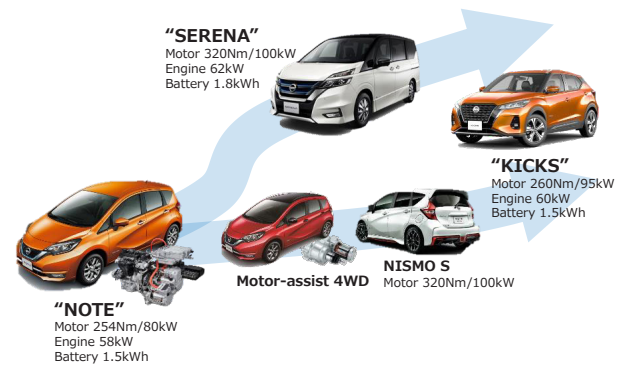 “SERENA”
Motor 320Nm/100kW
Engine 62kW
Battery 1.8kWh
“KICKS”
Motor 260Nm/95kW
Engine 60kW
Battery 1.5kWh
Motor-assist 4WD
NISMO S
Motor 320Nm/100kW
“NOTE”
Motor 254Nm/80kW
Engine 58kW
Battery 1.5kWh